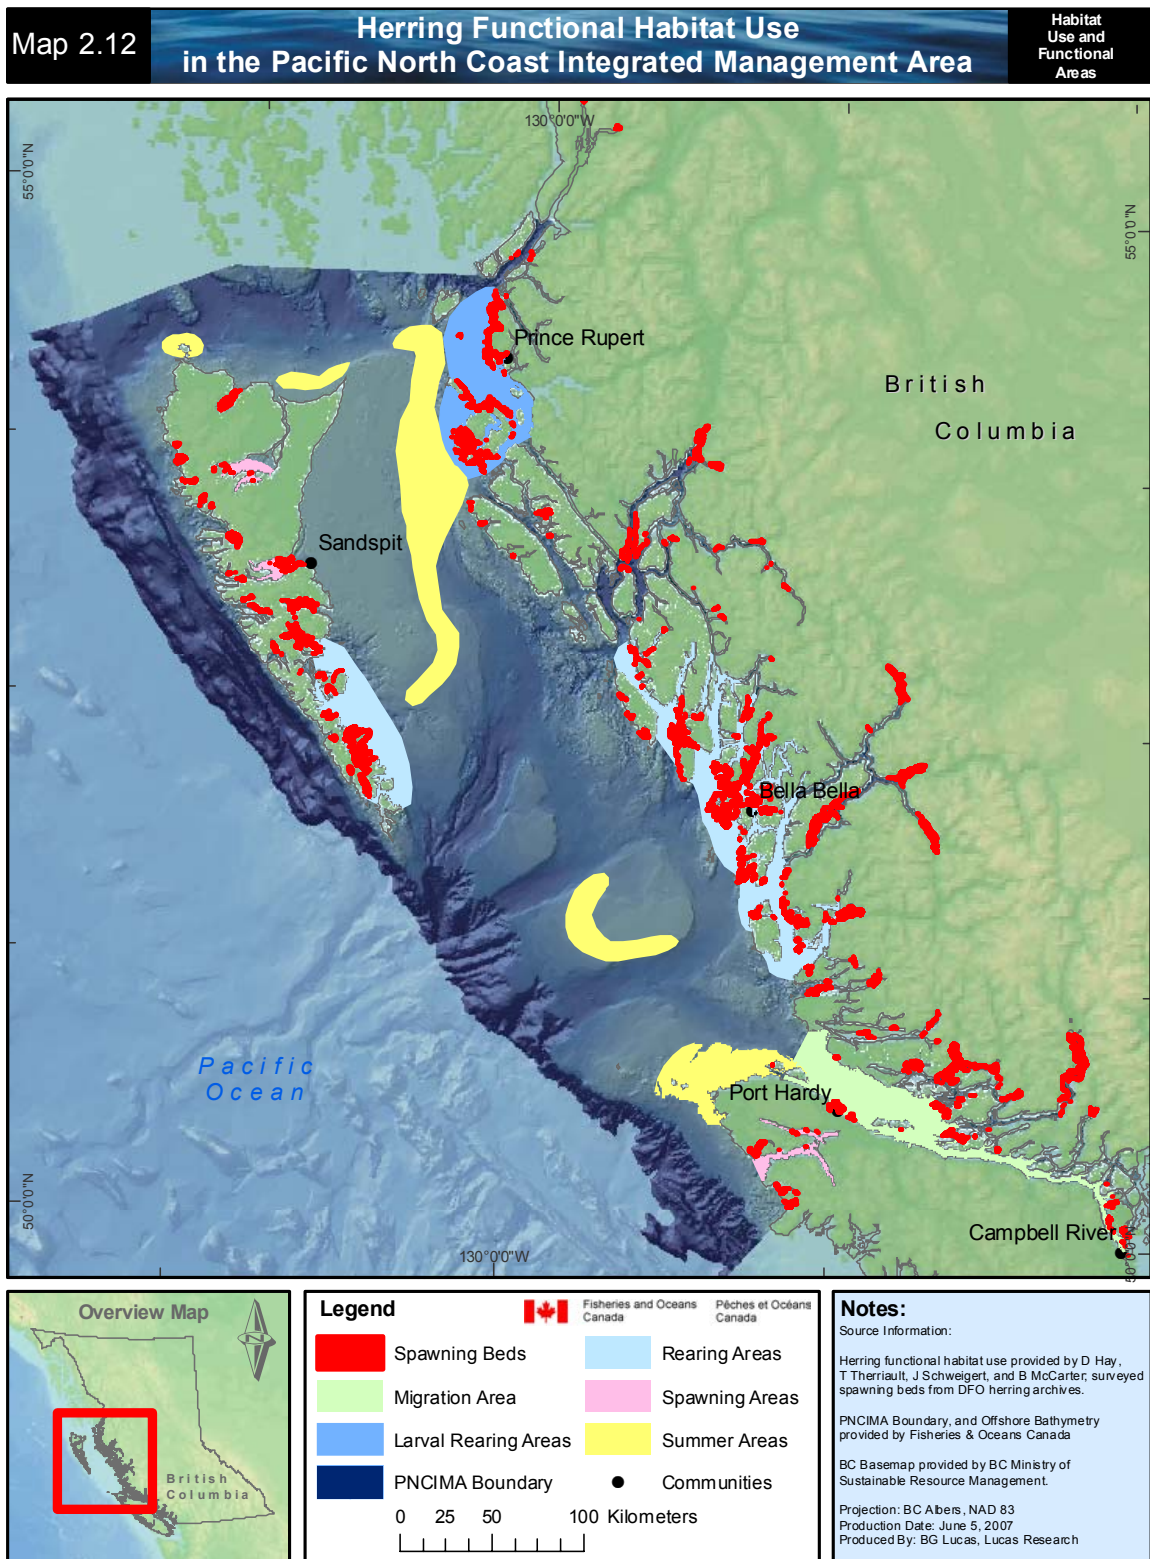 Map 2.12
Herring Functional Habitat Use
in the Pacific North Coast Integrated Management Area
Habitat
Use and
Functional
Areas
130°0'0"W
55°0'0"N
55°0'0"N
Prince Rupert
British
Columbia
Sandspit
Bella Bella
Pacific
Ocean
Port Hardy
50°0'0"N
130°0'0"W
Campbell River
50°0'0"N
Overview Map
N
British
Columbia
Legend
Fisheries and Oceans
Canada
Pêches et Océans
Canada
Spawning Beds
Rearing Areas
Migration Area
Spawning Areas
Larval Rearing Areas
Summer Areas
PNCIMA Boundary
Communities
0 25 50 100 Kilometers
Notes:
Source Information:
Herring functional habitat use provided by D Hay,
T Therriault, J Schweigert, and B McCarter; surveyed
spawning beds from DFO herring archives.
PNCIMA Boundary, and Offshore Bathymetry
provided by Fisheries & Oceans Canada
BC Basemap provided by BC Ministry of
Sustainable Resource Management.
Projection: BC Albers, NAD 83
Production Date: June 5, 2007
Produced By: BG Lucas, Lucas Research